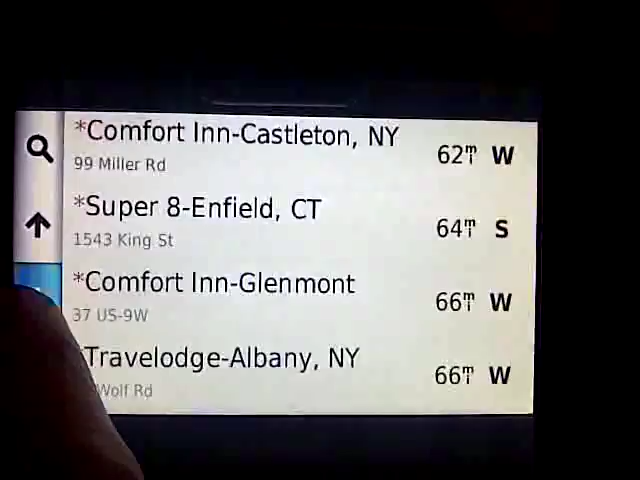 *Comfort Inn-Castleton, NY
99 Miller Rd
62mi W
*Super 8-Enfield, CT
1543 King St
64mi S
*Comfort Inn-Glenmont
37 US-9W
66mi W
Travelodge-Albany, NY
Wolf Rd
66mi W